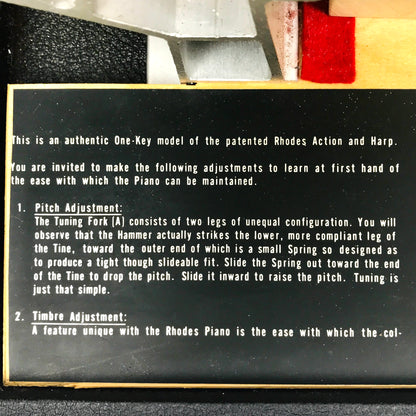 This is an authentic One-Key model of the patented Rhodes Action and Harp.
You are invited to make the following adjustments to learn at first hand of
the ease with which the Piano can be maintained.
1. Pitch Adjustment:
The Tuning Fork [A] consists of two legs of unequal configuration. You will
observe that the Hammer actually strikes the lower, more compliant leg of
the Tine, toward the outer end of which is a small Spring so designed as
to produce a tight though slideable fit. Slide the Spring out toward the end
of the Tine to drop the pitch. Slide it inward to raise the pitch. Tuning is
just that simple.
2. Timbre Adjustment:
A feature unique with the Rhodes Piano is the ease with which the col-